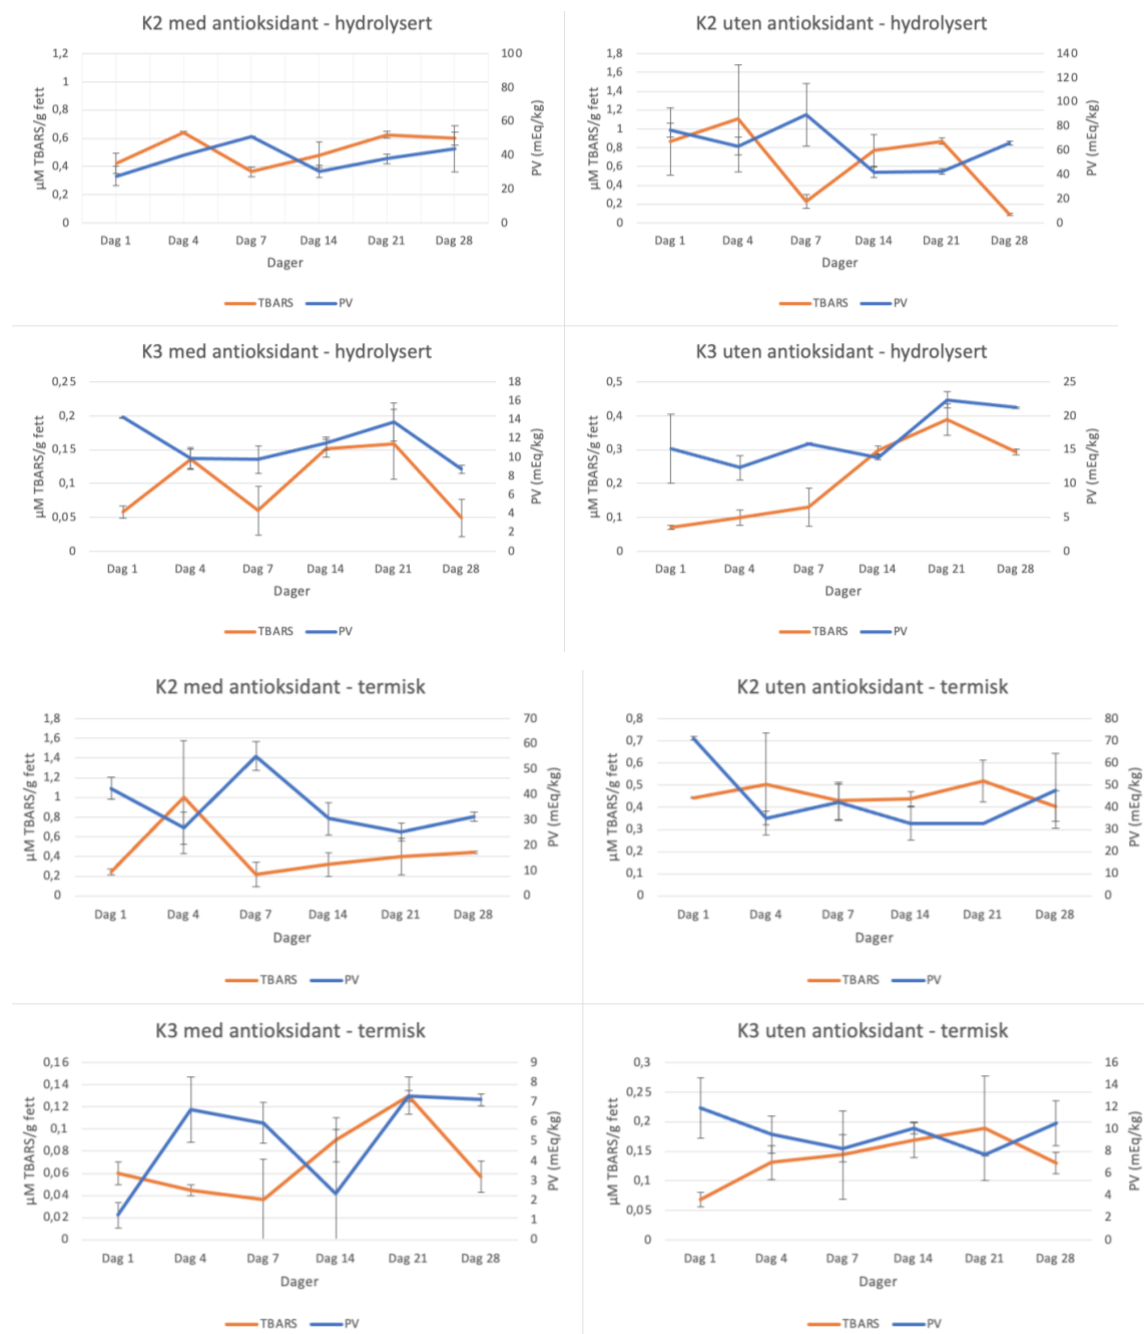 K2 med antioksidant - hydrolysert
1,2
1
0,8
0,6
0,4
0,2
0
µM TBARS/g fett
100
80
60
40
20
0
PV (mEq/kg)
Dag 1 Dag 4 Dag 7 Dag 14 Dag 21 Dag 28
Dager
TBARS PV
K2 uten antioksidant - hydrolysert
1,8
1,6
1,4
1,2
1
0,8
0,6
0,4
0,2
0
µM TBARS/g fett
140
120
100
80
60
40
20
0
PV (mEq/kg)
Dag 1 Dag 4 Dag 7 Dag 14 Dag 21 Dag 28
Dager
TBARS PV
K3 med antioksidant - hydrolysert
0,25
0,2
0,15
0,1
0,05
0
µM TBARS/g fett
18
16
14
12
10
8
6
4
2
0
PV (mEq/kg)
Dag 1 Dag 4 Dag 7 Dag 14 Dag 21 Dag 28
Dager
TBARS PV
K3 uten antioksidant - hydrolysert
0,5
0,4
0,3
0,2
0,1
0
µM TBARS/g fett
25
20
15
10
5
0
PV (mEq/kg)
Dag 1 Dag 4 Dag 7 Dag 14 Dag 21 Dag 28
Dager
TBARS PV
K2 med antioksidant - termisk
1,8
1,6
1,4
1,2
1
0,8
0,6
0,4
0,2
0
µM TBARS/g fett
70
60
50
40
30
20
10
0
PV (mEq/kg)
Dag 1 Dag 4 Dag 7 Dag 14 Dag 21 Dag 28
Dager
TBARS PV
K2 uten antioksidant - termisk
0,8
0,7
0,6
0,5
0,4
0,3
0,2
0,1
0
µM TBARS/g fett
80
70
60
50
40
30
20
10
0
PV (mEq/kg)
Dag 1 Dag 4 Dag 7 Dag 14 Dag 21 Dag 28
Dager
TBARS PV
K3 med antioksidant - termisk
0,16
0,14
0,12
0,1
0,08
0,06
0,04
0,02
0
µM TBARS/g fett
9
8
7
6
5
4
3
2
1
0
PV (mEq/kg)
Dag 1 Dag 4 Dag 7 Dag 14 Dag 21 Dag 28
Dager
TBARS PV
K3 uten antioksidant - termisk
0,3
0,25
0,2
0,15
0,1
0,05
0
µM TBARS/g fett
16
14
12
10
8
6
4
2
0
PV (mEq/kg)
Dag 1 Dag 4 Dag 7 Dag 14 Dag 21 Dag 28
Dager
TBARS PV